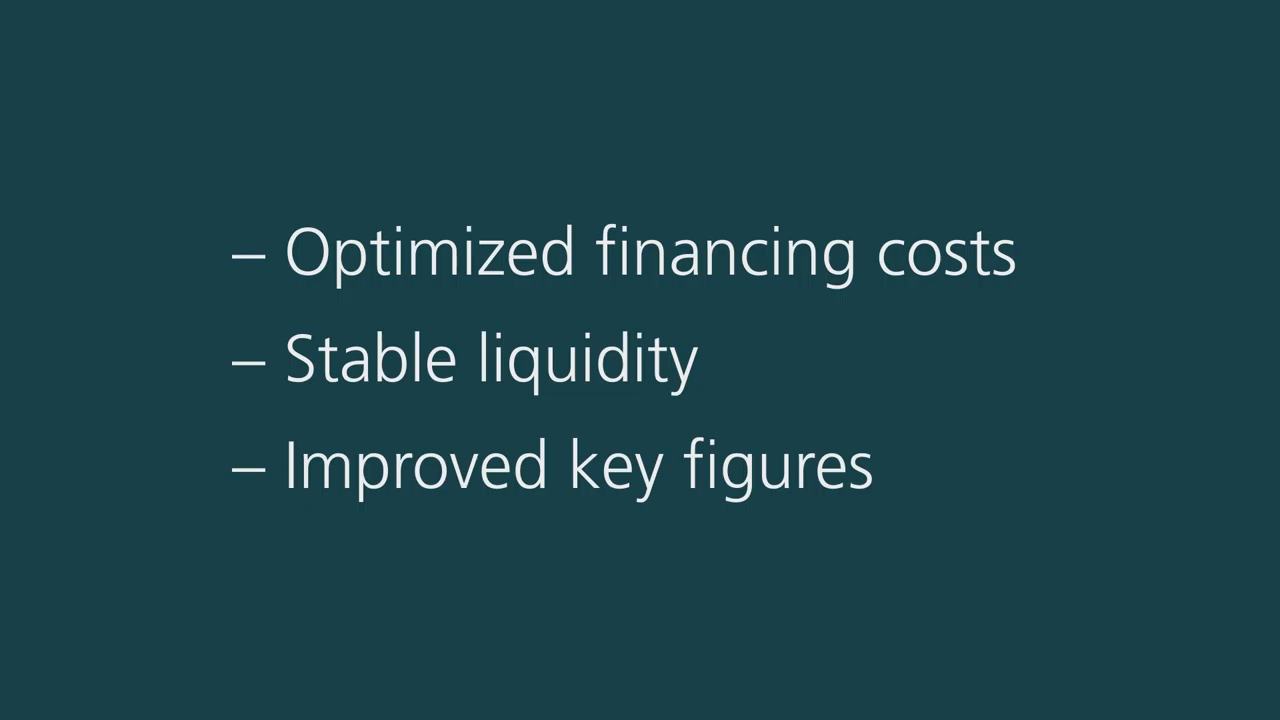 – Optimized financing costs
– Stable liquidity
– Improved key figures